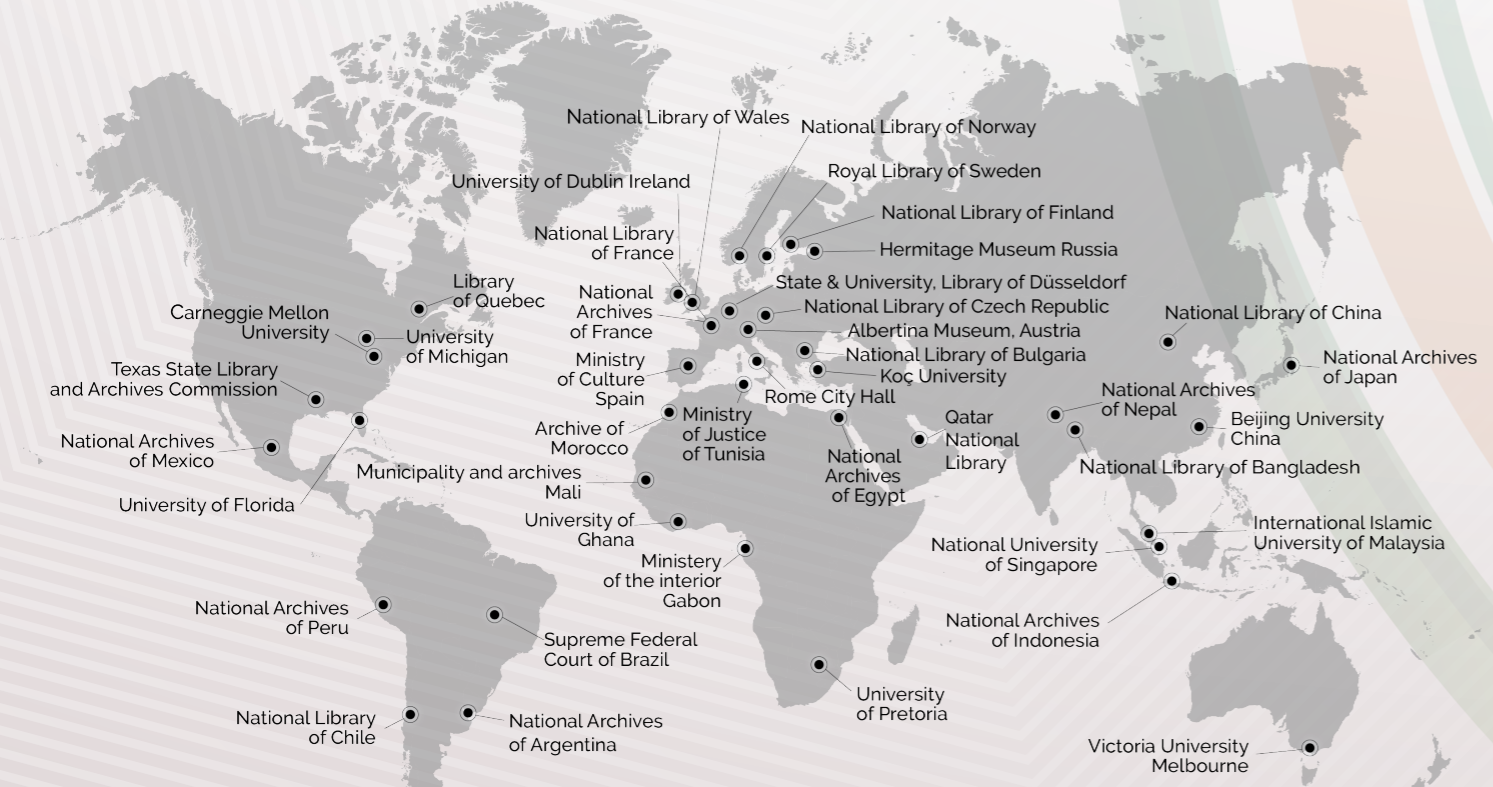 National Library of Wales
National Library of Norway
Royal Library of Sweden
University of Dublin Ireland
National Library of Finland
National Library
of France
Hermitage Museum Russia
State & University, Library of Düsseldorf
Library
of Quebec
National
Archives
of France
National Library of Czech Republic
Carneggie Mellon
University
National Library of China
Albertina Museum, Austria
University
of Michigan
National Library of Bulgaria
Ministry
of Culture
Spain
National Archives
of Japan
Texas State Library
and Archives Commission
Koç University
Rome City Hall
National Archives
of Nepal
Ministry
of Justice
of Tunisia
Qatar
National
Library
Beijing University
China
Archive of
Morocco
National Archives
of Mexico
National
Archives
of Egypt
National Library of Bangladesh
Municipality and archives
Mali
University of Florida
University of
Ghana
International Islamic
University of Malaysia
National University
of Singapore
Ministery
of the interior
Gabon
National Archives
of Peru
National Archives
of Indonesia
Supreme Federal
Court of Brazil
University
of Pretoria
National Library
of Chile
National Archives
of Argentina
Victoria University
Melbourne